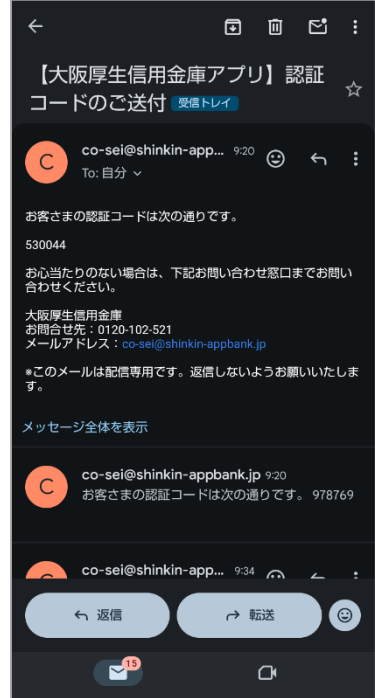 【大阪厚生信用金庫アプリ】認証
コードのご送付 受信トレイ
C
co-sei@shinkin-app... 9:20
To: 自分
お客さまの認証コードは次の通りです。
530044
お心当たりのない場合は、下記お問い合わせ窓口までお問い
合わせください。
大阪厚生信用金庫
お問合せ先：0120-102-521
メールアドレス：co-sei@shinkin-appbank.jp
*このメールは配信専用です。返信しないようお願いいたしま
す。
メッセージ全体を表示
C
co-sei@shinkin-appbank.jp 9:20
お客さまの認証コードは次の通りです。 978769
co-sei@shinkin-app... 9:34
返信
転送
15